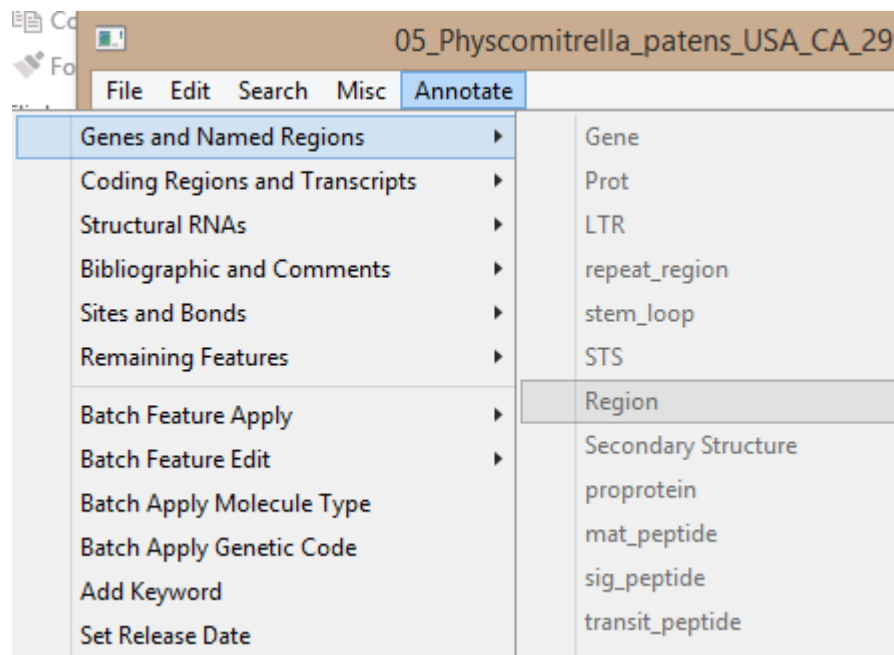 Co
05_Physcomitrella_patens_USA_CA_29
Fo
File Edit Search Misc Annotate
Genes and Named Regions
Gene
Coding Regions and Transcripts
Prot
Structural RNAs
LTR
Bibliographic and Comments
repeat_region
Sites and Bonds
stem_loop
Remaining Features
STS
Region
Batch Feature Apply
Secondary Structure
Batch Feature Edit
proprotein
Batch Apply Molecule Type
mat_peptide
Batch Apply Genetic Code
sig_peptide
Add Keyword
transit_peptide
Set Release Date